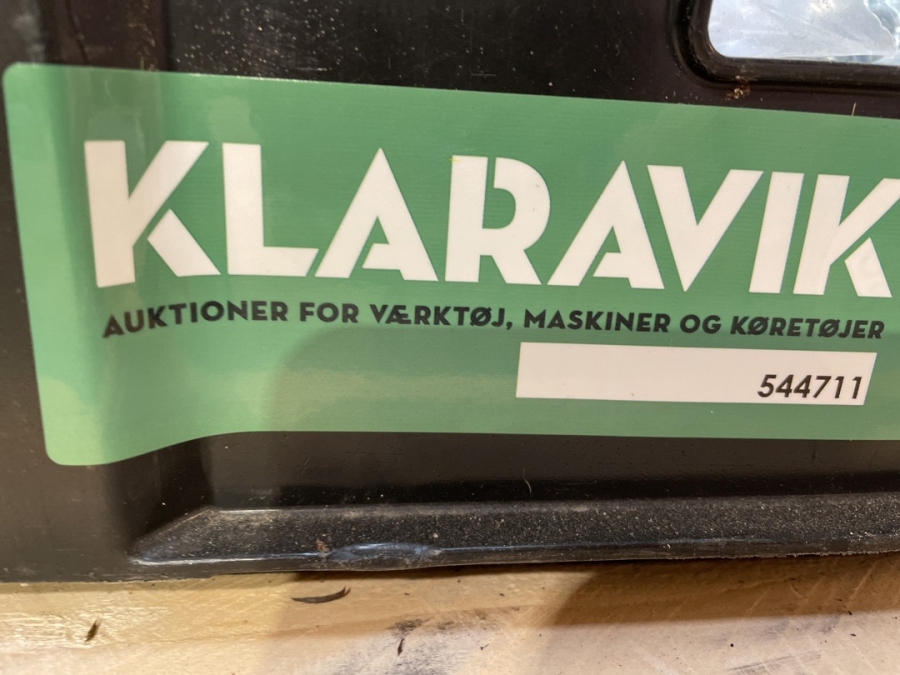 KLARAVIK
AUKTIONER FOR VÆRKTØJ, MASKINER OG KØRETØJER
544711